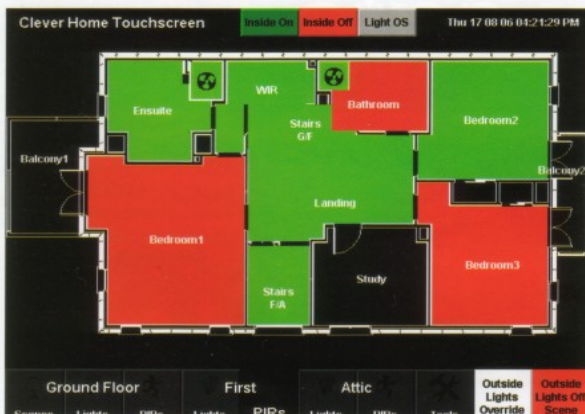 Clever Home Touchscreen
Inside On
Inside Off
Light OS
Thu 17 08 06 04:21:29 PM
Ensuite
WIR
Stairs
G/F
Bathroom
Bedroom2
Balcony1
Balcony2
Landing
Bedroom1
Stairs
F/A
Study
Bedroom3
Ground Floor
First
Attic
Outside
Lights
Override
Outside
Lights
Scene
Scenes
Lights
PIRs
Lights
PIRs
Lights
PIRs
Tools